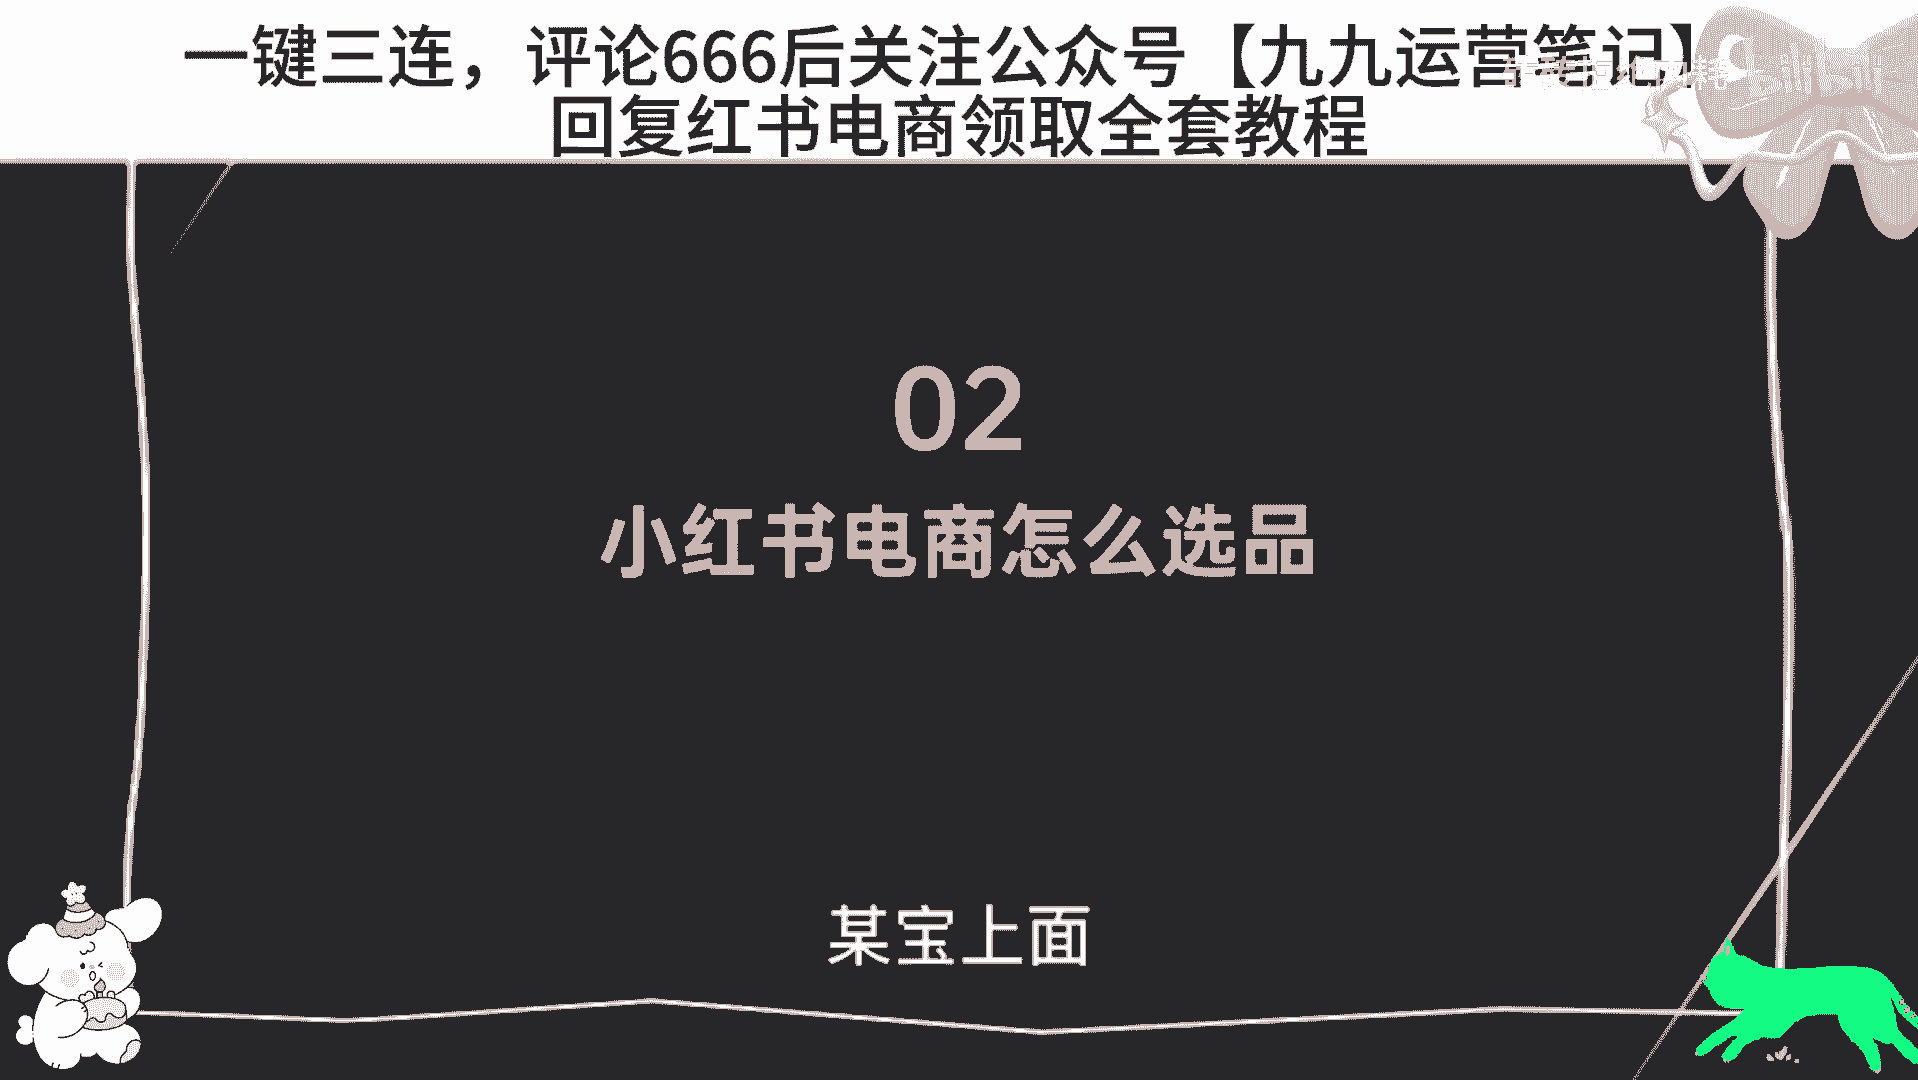 一键三连，评论666后关注公众号【九九运营笔记】
回复红书电商领取全套教程
bilibili
02
小红书电商怎么选品
某宝上面